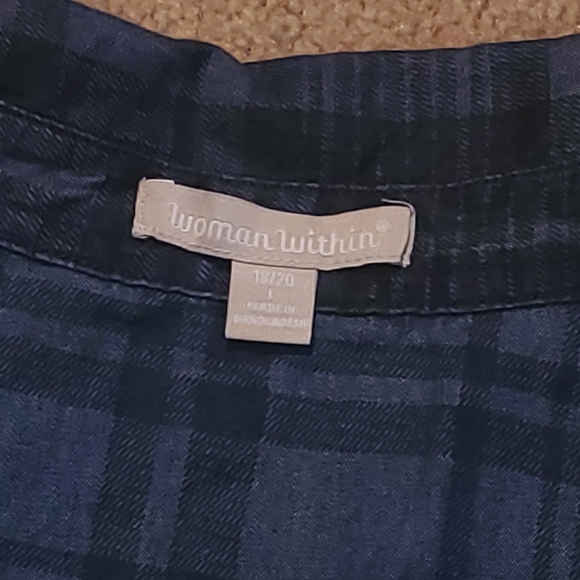 woman within®
18/20
L
MADE IN
BANGLADESH